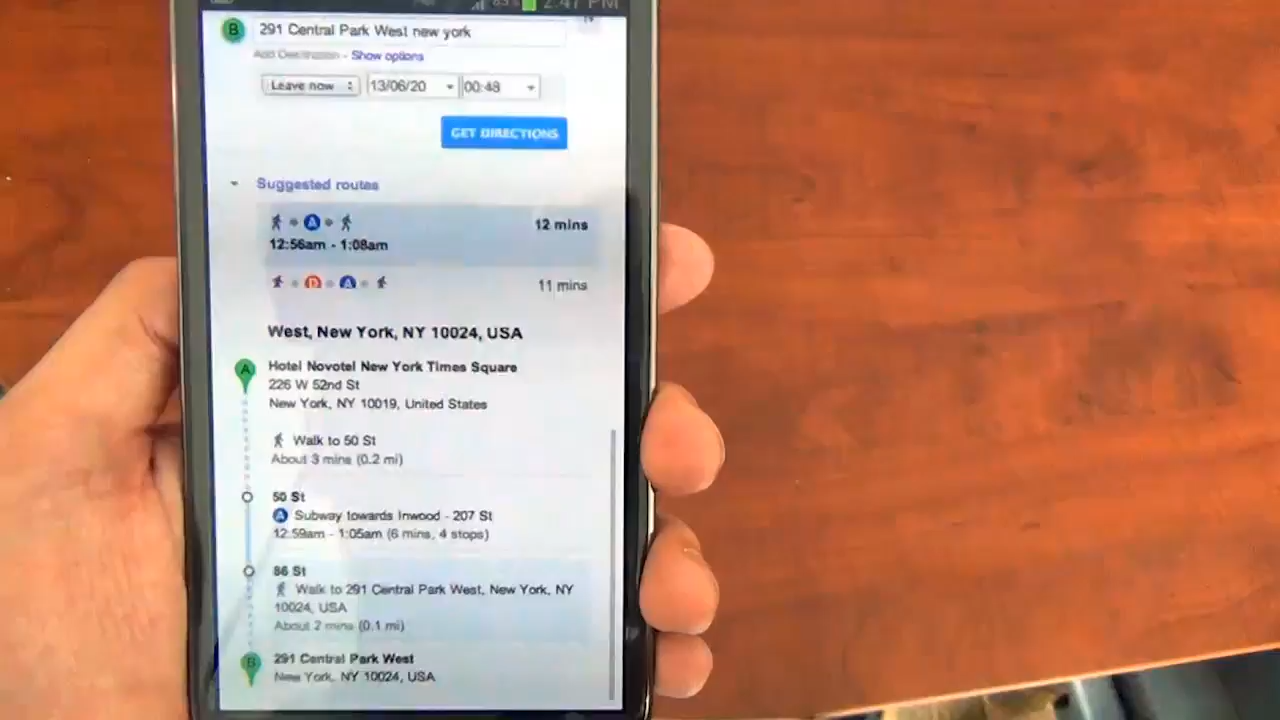 2:47 PM
B
291 Central Park West new york
Add Destination - Show options
Leave now 13/06/20 00:48
GET DIRECTIONS
Suggested routes
A 12 mins
12:56am - 1:08am
D A 11 mins
West, New York, NY 10024, USA
A Hotel Novotel New York Times Square
226 W 52nd St
New York, NY 10019, United States
Walk to 50 St
About 3 mins (0.2 mi)
50 St
A Subway towards Inwood - 207 St
12:59am - 1:05am (6 mins, 4 stops)
86 St
Walk to 291 Central Park West, New York, NY
10024, USA
About 2 mins (0.1 mi)
B 291 Central Park West
New York, NY 10024, USA